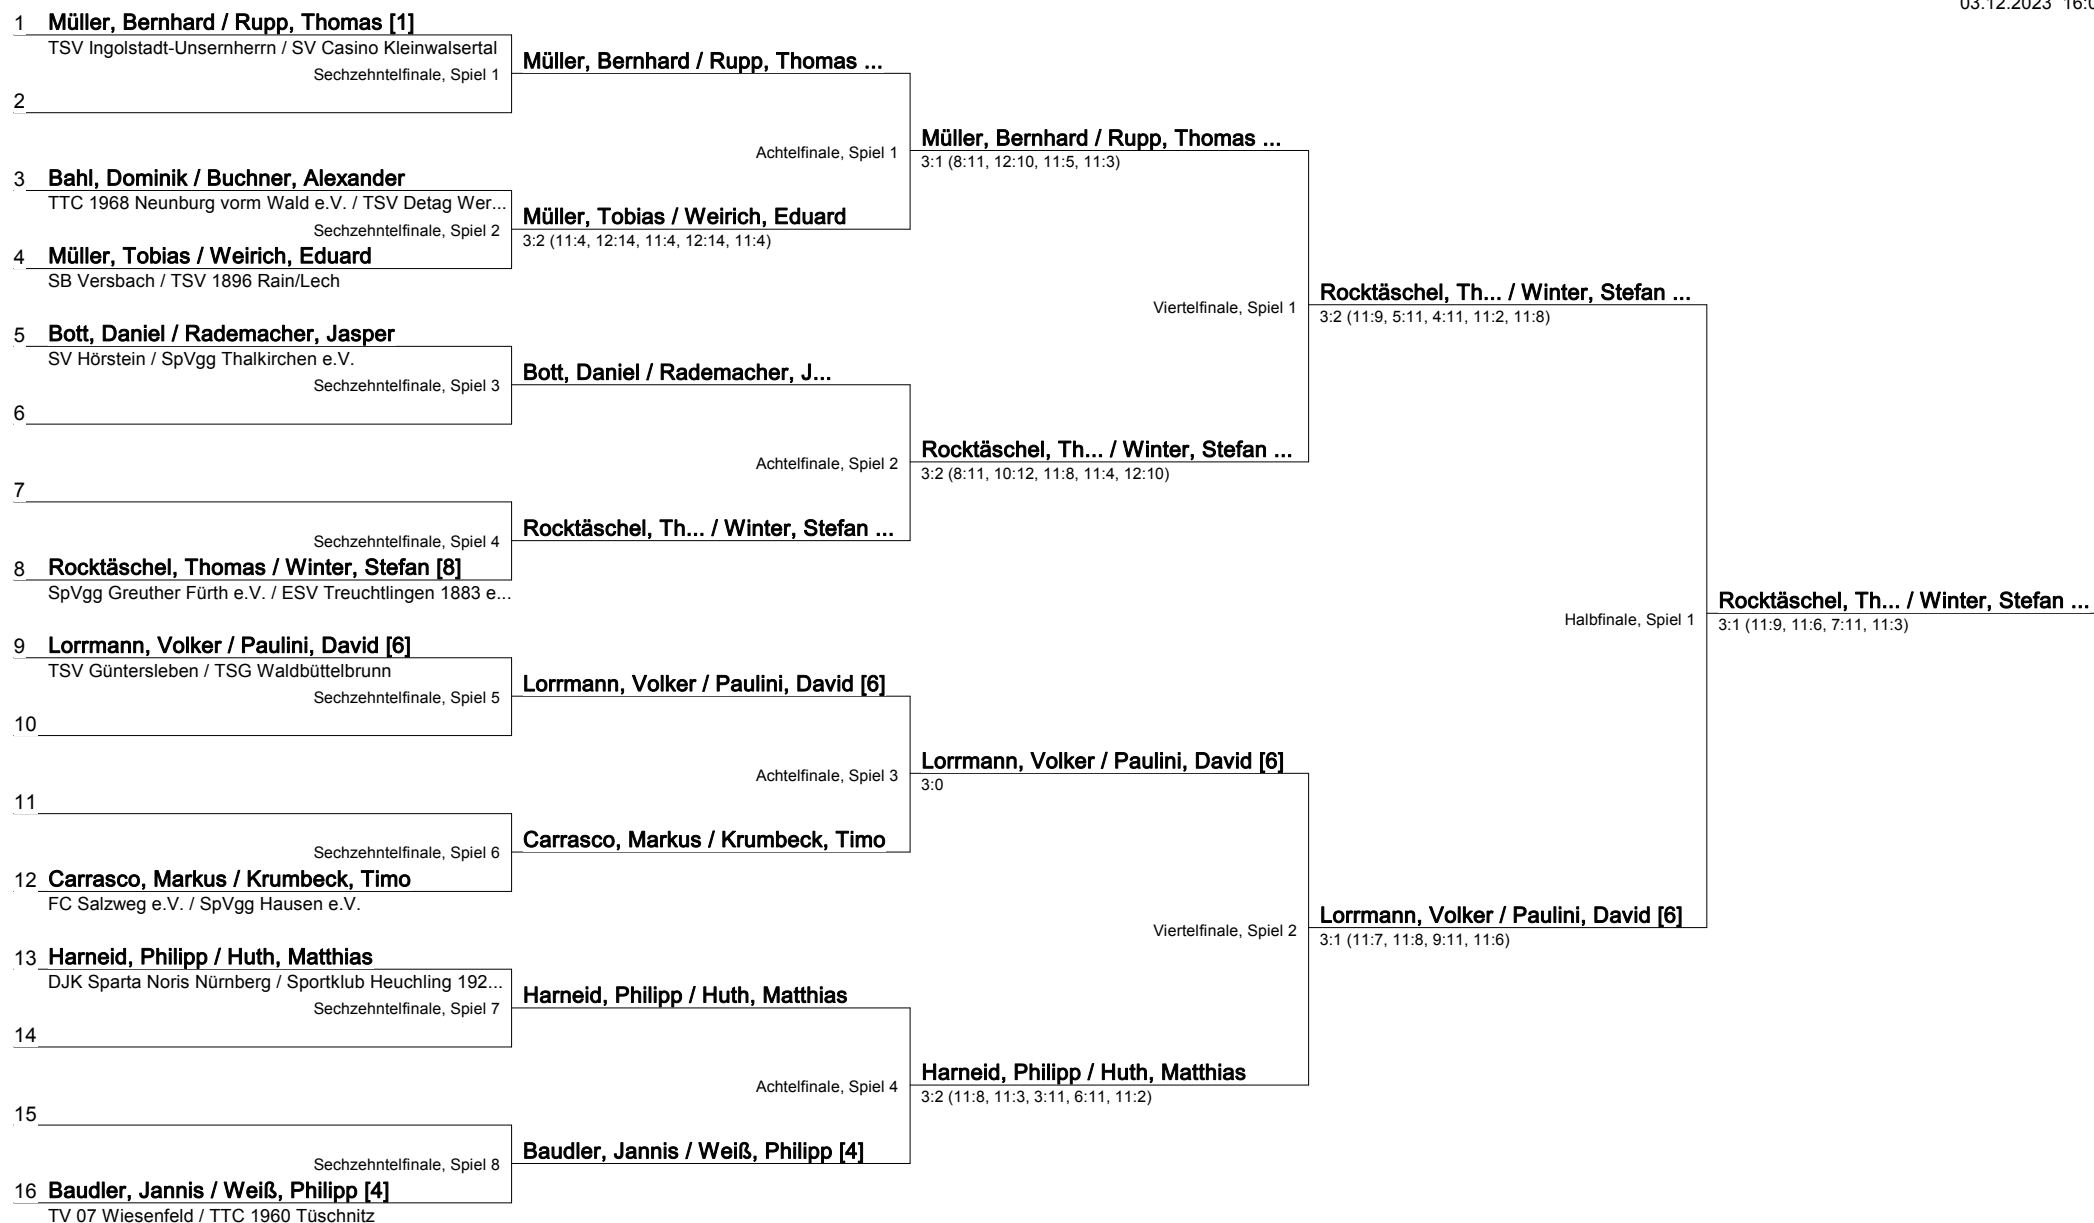 03.12.2023 16:0
1 Müller, Bernhard / Rupp, Thomas [1]
TSV Ingolstadt-Unsernherrn / SV Casino Kleinwalsertal
Sechzehntelfinale, Spiel 1
Müller, Bernhard / Rupp, Thomas ...
2
Achtelfinale, Spiel 1
Müller, Bernhard / Rupp, Thomas ...
3:1 (8:11, 12:10, 11:5, 11:3)
3 Bahl, Dominik / Buchner, Alexander
TTC 1968 Neunburg vorm Wald e.V. / TSV Detag Wer...
Sechzehntelfinale, Spiel 2
Müller, Tobias / Weirich, Eduard
3:2 (11:4, 12:14, 11:4, 12:14, 11:4)
4 Müller, Tobias / Weirich, Eduard
SB Versbach / TSV 1896 Rain/Lech
Viertelfinale, Spiel 1
Rocktäschel, Th... / Winter, Stefan ...
3:2 (11:9, 5:11, 4:11, 11:2, 11:8)
5 Bott, Daniel / Rademacher, Jasper
SV Hörstein / SpVgg Thalkirchen e.V.
Sechzehntelfinale, Spiel 3
Bott, Daniel / Rademacher, J...
6
Achtelfinale, Spiel 2
Rocktäschel, Th... / Winter, Stefan ...
3:2 (8:11, 10:12, 11:8, 11:4, 12:10)
7
Sechzehntelfinale, Spiel 4
Rocktäschel, Th... / Winter, Stefan ...
8 Rocktäschel, Thomas / Winter, Stefan [8]
SpVgg Greuther Fürth e.V. / ESV Treuchtlingen 1883 e...
Halbfinale, Spiel 1
Rocktäschel, Th... / Winter, Stefan ...
3:1 (11:9, 11:6, 7:11, 11:3)
9 Lorrmann, Volker / Paulini, David [6]
TSV Güntersleben / TSG Waldbüttelbrunn
Sechzehntelfinale, Spiel 5
Lorrmann, Volker / Paulini, David [6]
10
Achtelfinale, Spiel 3
Lorrmann, Volker / Paulini, David [6]
3:0
11
Sechzehntelfinale, Spiel 6
Carrasco, Markus / Krumbeck, Timo
12 Carrasco, Markus / Krumbeck, Timo
FC Salzweg e.V. / SpVgg Hausen e.V.
Viertelfinale, Spiel 2
Lorrmann, Volker / Paulini, David [6]
3:1 (11:7, 11:8, 9:11, 11:6)
13 Harneid, Philipp / Huth, Matthias
DJK Sparta Noris Nürnberg / Sportklub Heuchling 192...
Sechzehntelfinale, Spiel 7
Harneid, Philipp / Huth, Matthias
14
Achtelfinale, Spiel 4
Harneid, Philipp / Huth, Matthias
3:2 (11:8, 11:3, 3:11, 6:11, 11:2)
15
Sechzehntelfinale, Spiel 8
Baudler, Jannis / Weiß, Philipp [4]
16 Baudler, Jannis / Weiß, Philipp [4]
TV 07 Wiesenfeld / TTC 1960 Tüschnitz